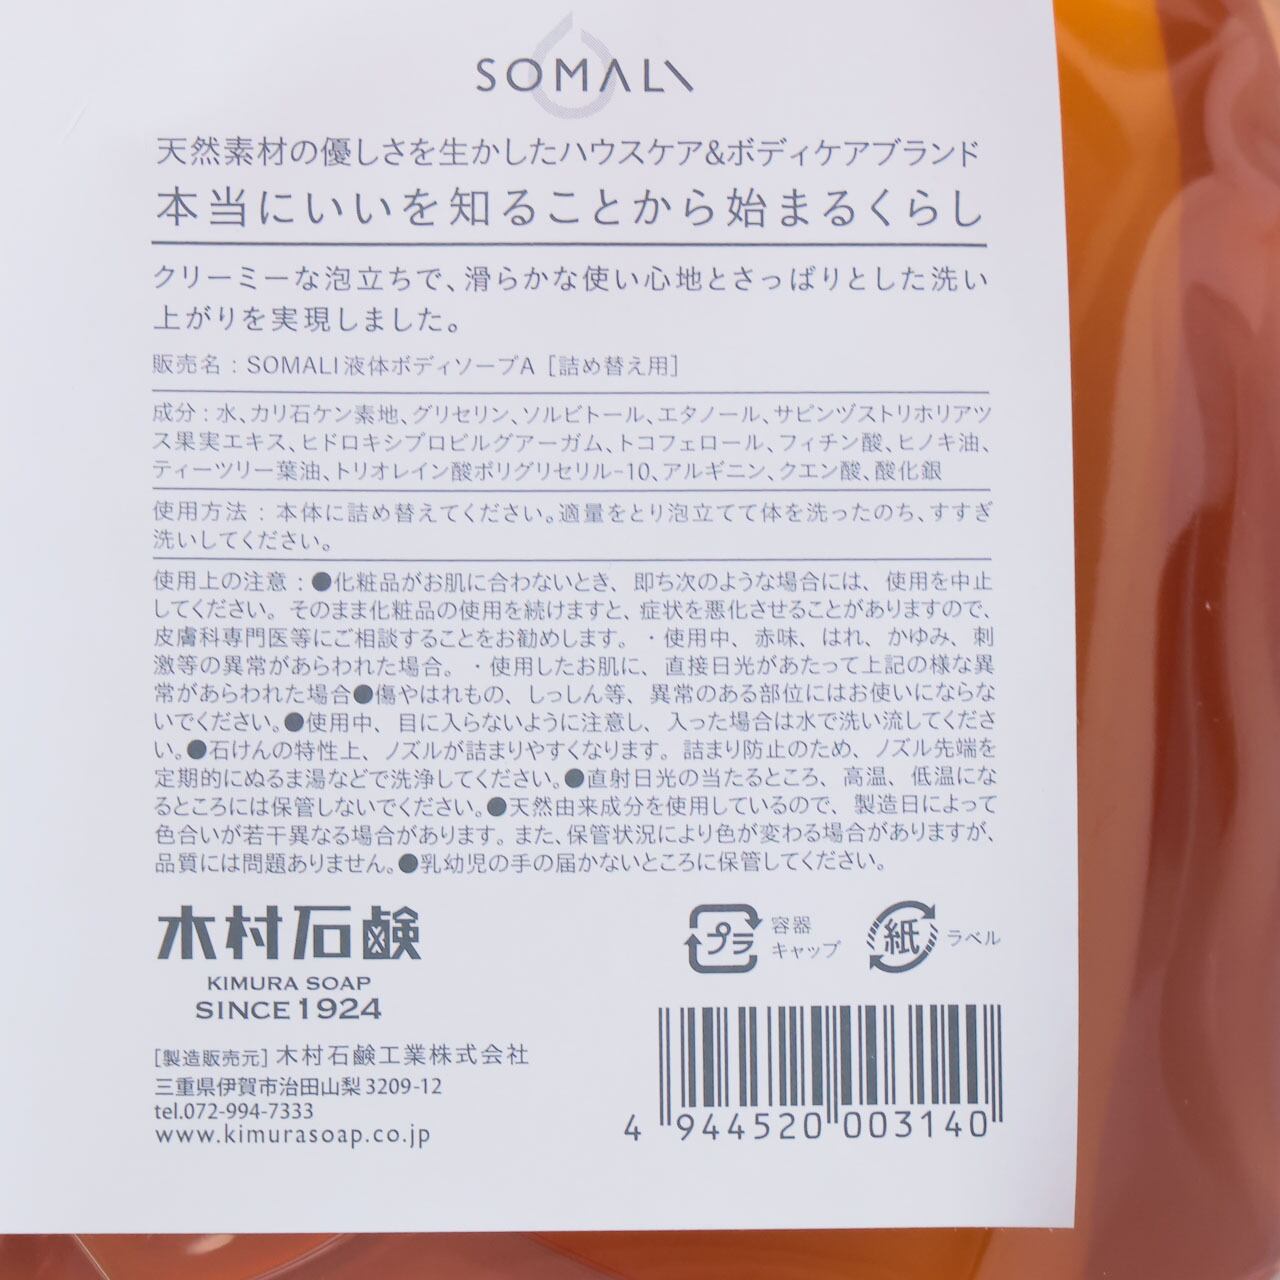 SOMALI
天然素材の優しさを生かしたハウスケア&ボディケアブランド
本当にいいを知ることから始まるくらし
クリーミーな泡立ちで、滑らかな使い心地とさっぱりとした洗い
上がりを実現しました。
販売名：SOMALI液体ボディソープA［詰め替え用］
成分：水、カリ石ケン素地、グリセリン、ソルビトール、エタノール、サピンヅストリホリアツ
ス果実エキス、ヒドロキシプロピルグアーガム、トコフェロール、フィチン酸、ヒノキ油、
ティーツリー葉油、トリオレイン酸ポリグリセリル-10、アルギニン、クエン酸、酸化銀
使用方法：本体に詰め替えてください。適量をとり泡立てて体を洗ったのち、すすぎ
洗いしてください。
使用上の注意：●化粧品がお肌に合わないとき、即ち次のような場合には、使用を中止
してください。そのまま化粧品の使用を続けますと、症状を悪化させることがありますので、
皮膚科専門医等にご相談することをお勧めします。・使用中、赤味、はれ、かゆみ、刺
激等の異常があらわれた場合。・使用したお肌に、直接日光があたって上記の様な異
常があらわれた場合●傷やはれもの、しっしん等、異常のある部位にはお使いにならな
いでください。●使用中、目に入らないように注意し、入った場合は水で洗い流してくださ
い。●石けんの特性上、ノズルが詰まりやすくなります。詰まり防止のため、ノズル先端を
定期的にぬるま湯などで洗浄してください。●直射日光の当たるところ、高温、低温にな
るところには保管しないでください。●天然由来成分を使用しているので、製造日によって
色合いが若干異なる場合があります。また、保管状況により色が変わる場合がありますが、
品質には問題ありません。●乳幼児の手の届かないところに保管してください。
木村石鹸
KIMURA SOAP
SINCE 1924
プラ 容器
キャップ
紙 ラベル
［製造販売元］木村石鹸工業株式会社
三重県伊賀市治田山梨3209-12
tel.072-994-7333
www.kimurasoap.co.jp
4 944520 003140